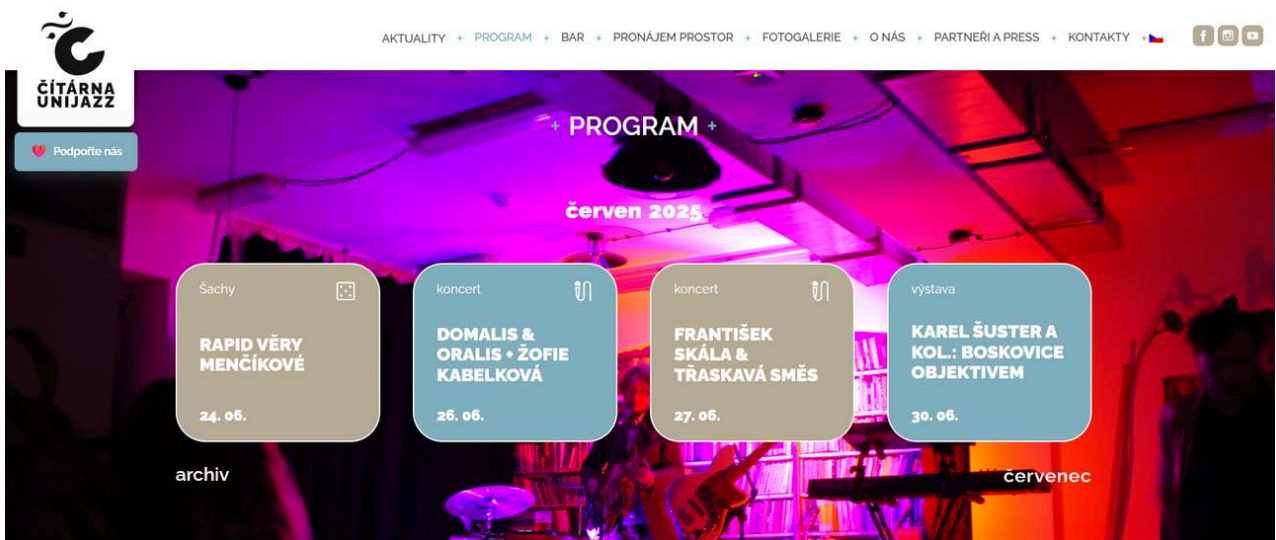 ČÍTÁRNA
UNIJAZZ
AKTUALITY + PROGRAM + BAR + PRONÁJEM PROSTOR + FOTOGALERIE + O NÁS + PARTNEŘI A PRESS + KONTAKTY +
Podpořte nás
+ PROGRAM +
červen 2025
Šachy
RAPID VĚRY
MENČÍKOVÉ
24. 06.
koncert
DOMALIS &
ORALIS + ŽOFIE
KABELKOVÁ
26. 06.
koncert
FRANTIŠEK
SKÁLA &
TŘASKAVÁ SMĚS
27. 06.
výstava
KAREL ŠUSTER A
KOL.: BOSKOVICE
OBJEKTIVEM
30. 06.
archiv
červenec